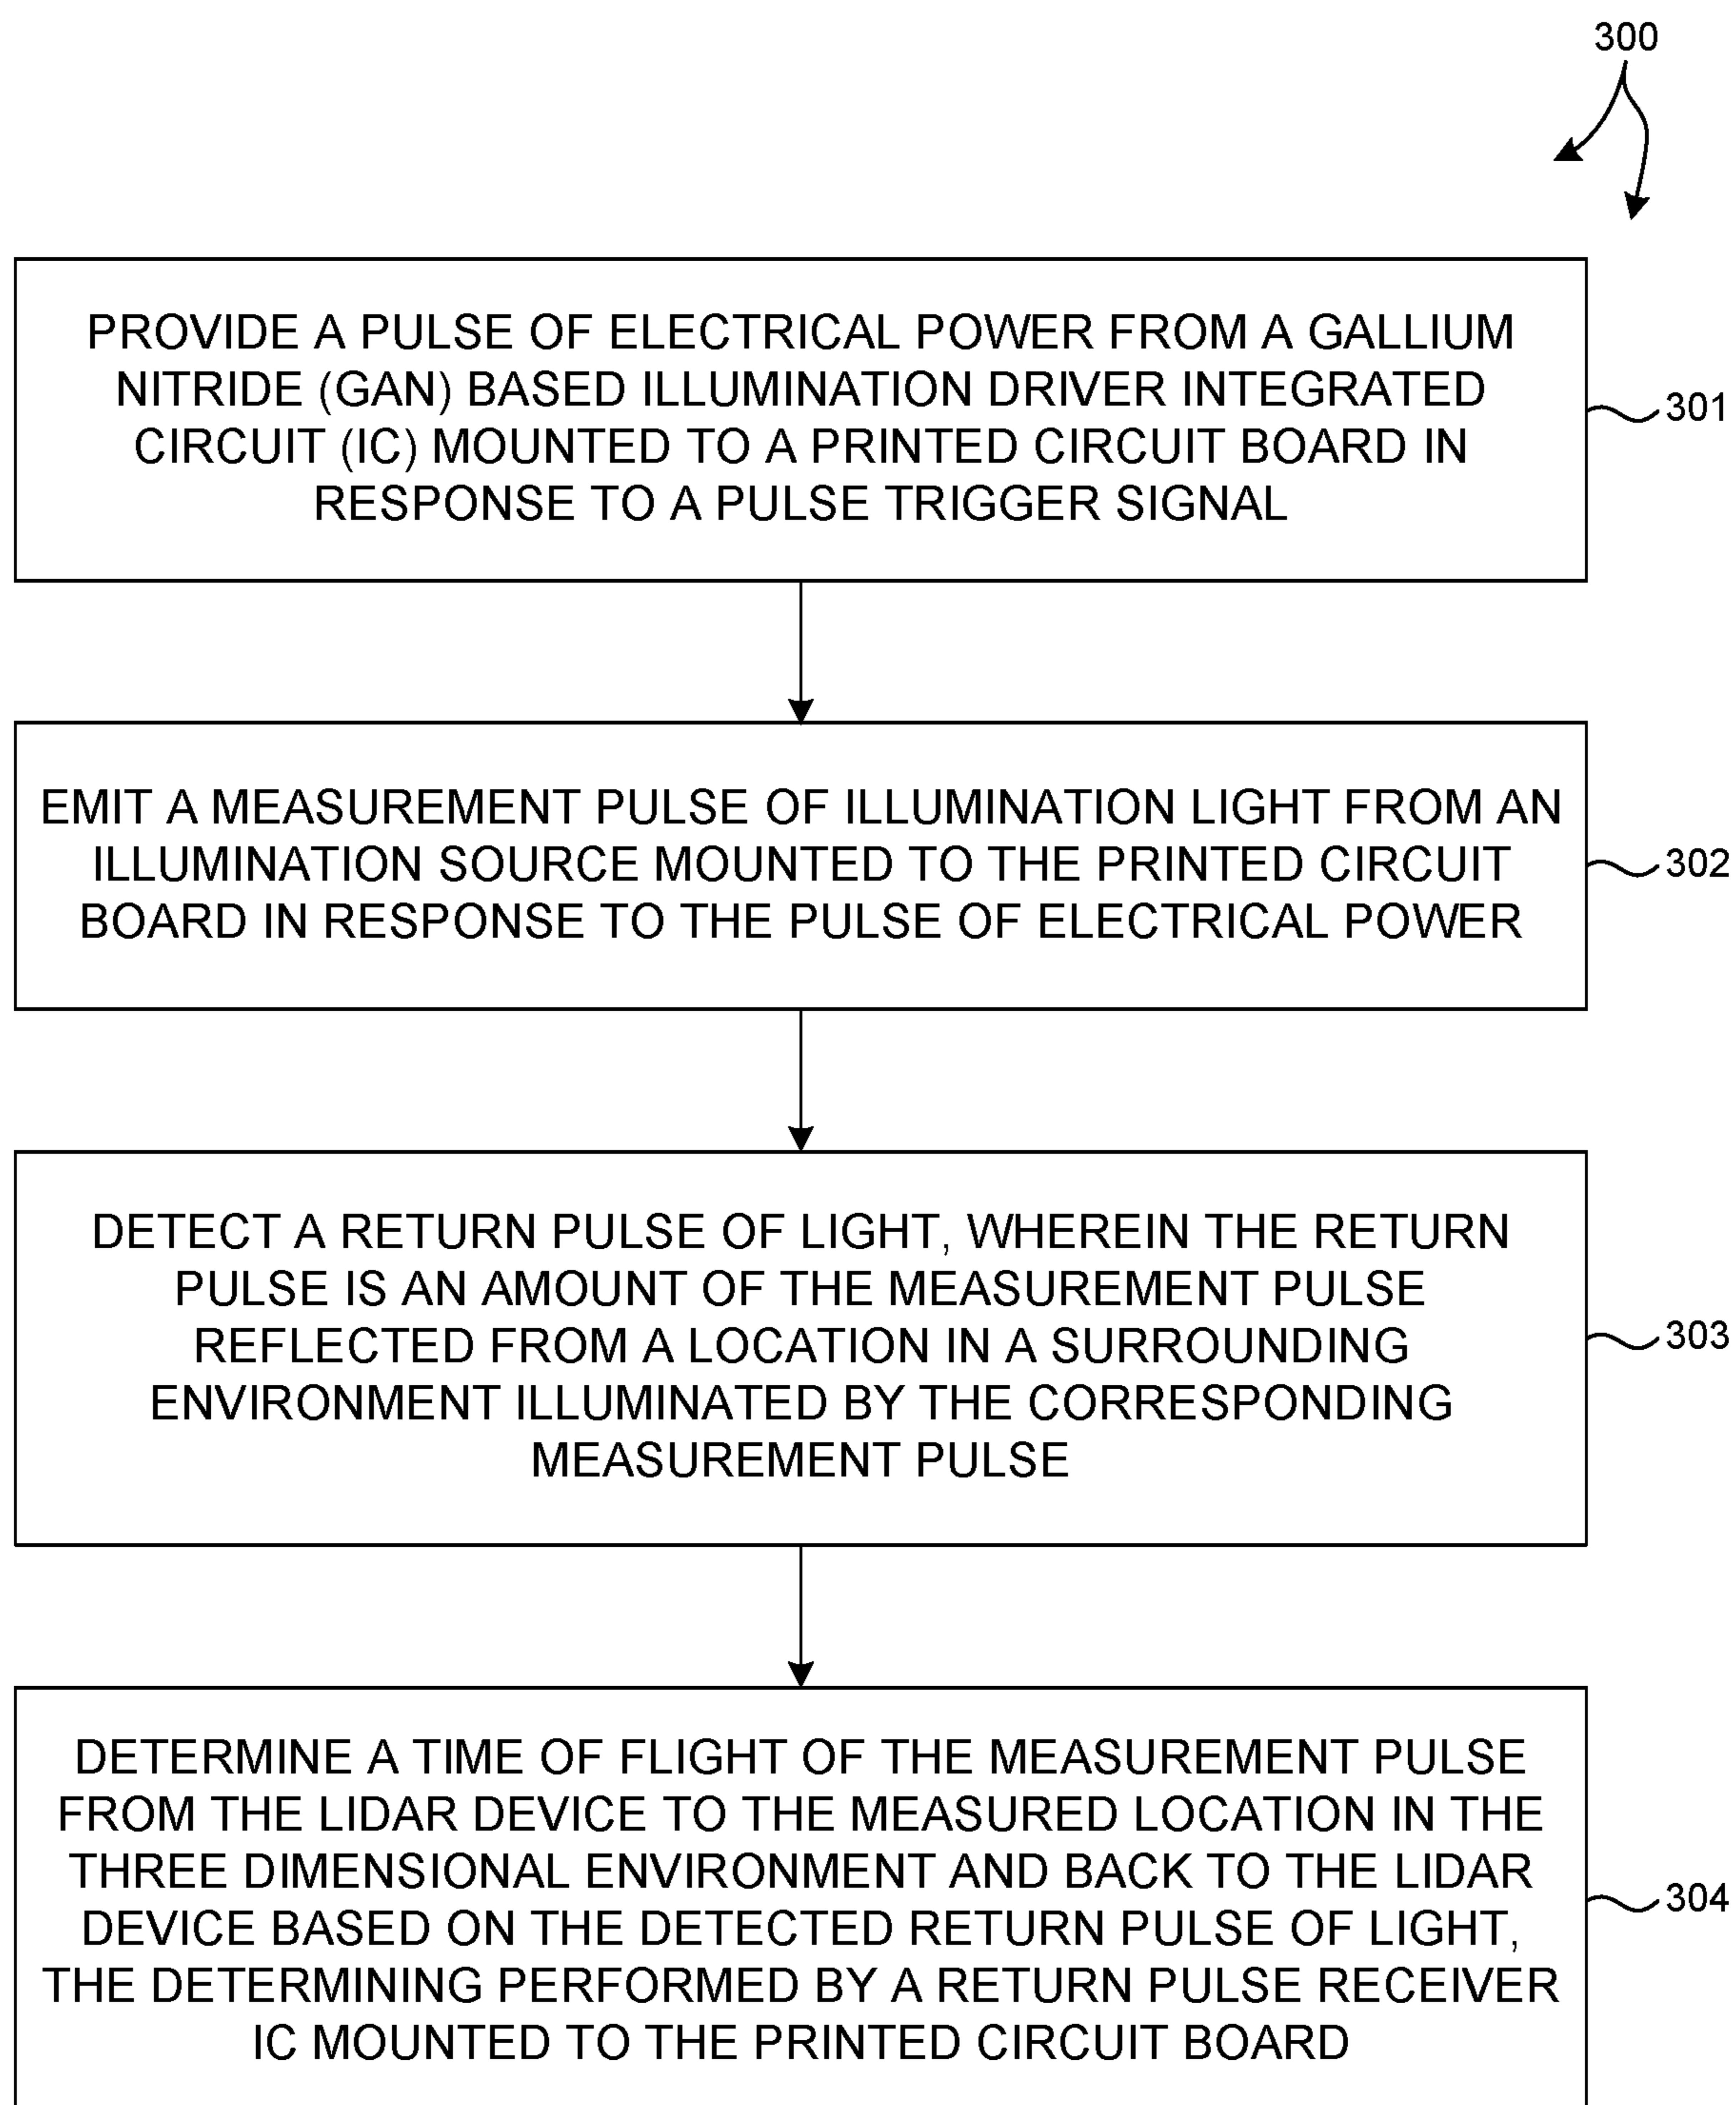 300
PROVIDE A PULSE OF ELECTRICAL POWER FROM A GALLIUM
NITRIDE (GAN) BASED ILLUMINATION DRIVER INTEGRATED
CIRCUIT (IC) MOUNTED TO A PRINTED CIRCUIT BOARD IN
RESPONSE TO A PULSE TRIGGER SIGNAL
301
EMIT A MEASUREMENT PULSE OF ILLUMINATION LIGHT FROM AN
ILLUMINATION SOURCE MOUNTED TO THE PRINTED CIRCUIT
BOARD IN RESPONSE TO THE PULSE OF ELECTRICAL POWER
302
DETECT A RETURN PULSE OF LIGHT, WHEREIN THE RETURN
PULSE IS AN AMOUNT OF THE MEASUREMENT PULSE
REFLECTED FROM A LOCATION IN A SURROUNDING
ENVIRONMENT ILLUMINATED BY THE CORRESPONDING
MEASUREMENT PULSE
303
DETERMINE A TIME OF FLIGHT OF THE MEASUREMENT PULSE
FROM THE LIDAR DEVICE TO THE MEASURED LOCATION IN THE
THREE DIMENSIONAL ENVIRONMENT AND BACK TO THE LIDAR
DEVICE BASED ON THE DETECTED RETURN PULSE OF LIGHT,
THE DETERMINING PERFORMED BY A RETURN PULSE RECEIVER
IC MOUNTED TO THE PRINTED CIRCUIT BOARD
304